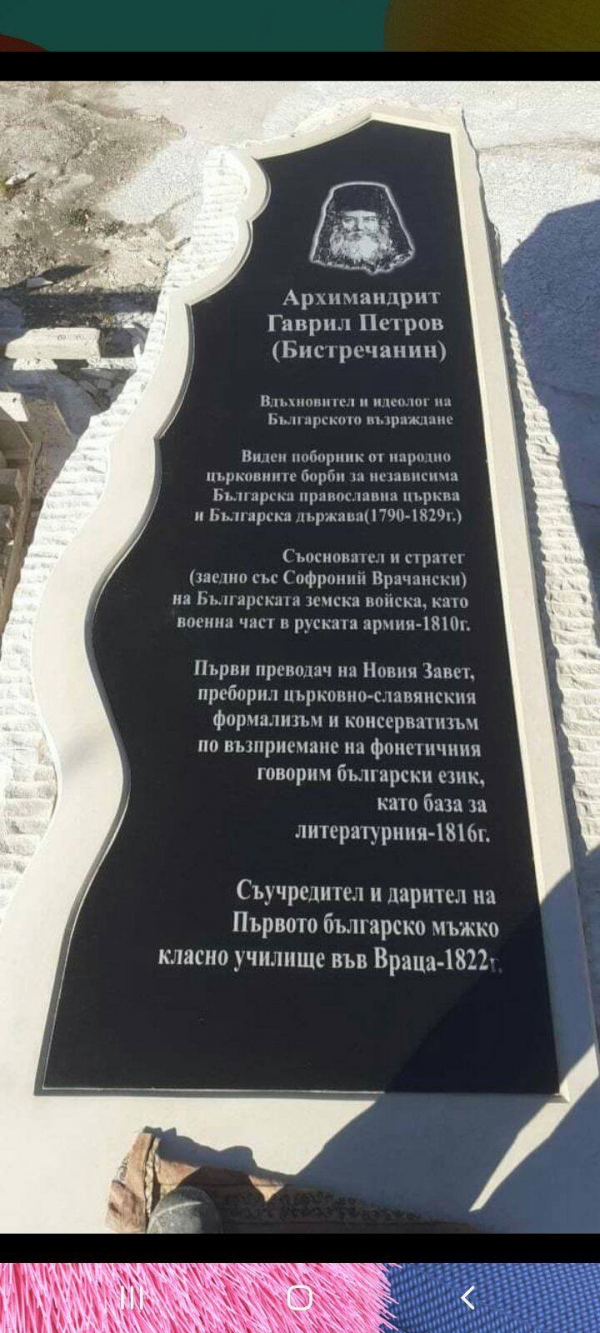 Архимандрит
Гаврил Петров
(Бистречанин)
Вдъхновител и идеолог на
Българското възраждане
Виден поборник от народно
църковните борби за независима
Българска православна църква
и Българска държава(1790-1829г.)
Съосновател и стратег
(заедно със Софроний Врачански)
на Българската земска войска, като
военна част в руската армия-1810г.
Първи преводач на Новия Завет,
преборил църковно-славянския
формализъм и консерватизъм
по възприемане на фонетичния
говорим български език,
като база за
литературния-1816г.
Съучредител и дарител на
Първото българско мъжко
класно училище във Враца-1822г.